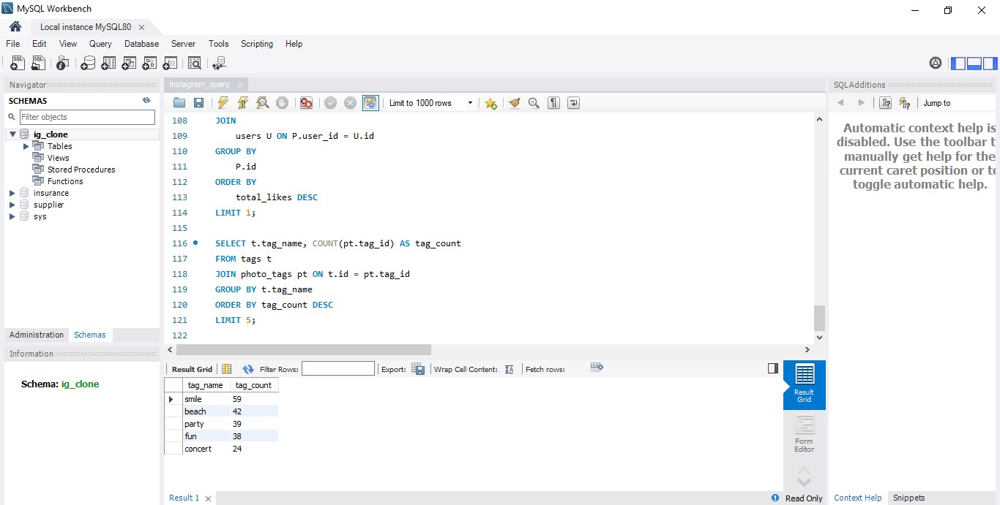 MySQL Workbench
Local instance MySQL80
File Edit View Query Database Server Tools Scripting Help
Navigator
SCHEMAS
Filter objects
ig_clone
Tables
Views
Stored Procedures
Functions
insurance
supplier
sys
Administration Schemas
Information
Schema: ig_clone
Instagram_query
Limit to 1000 rows
108 JOIN
109 users U ON P.user_id = U.id
110 GROUP BY
111 P.id
112 ORDER BY
113 total_likes DESC
114 LIMIT 1;
115
116 SELECT t.tag_name, COUNT(pt.tag_id) AS tag_count
117 FROM tags t
118 JOIN photo_tags pt ON t.id = pt.tag_id
119 GROUP BY t.tag_name
120 ORDER BY tag_count DESC
121 LIMIT 5;
122
Result Grid Filter Rows: Export: Wrap Cell Content: Fetch rows:
tag_name tag_count
smile 59
beach 42
party 39
fun 38
concert 24
Result Grid
Form Editor
Result 1
Read Only
SQLAdditions
Jump to
Automatic context help is
disabled. Use the toolbar t
manually get help for the
current caret position or to
toggle automatic help.
Context Help Snippets